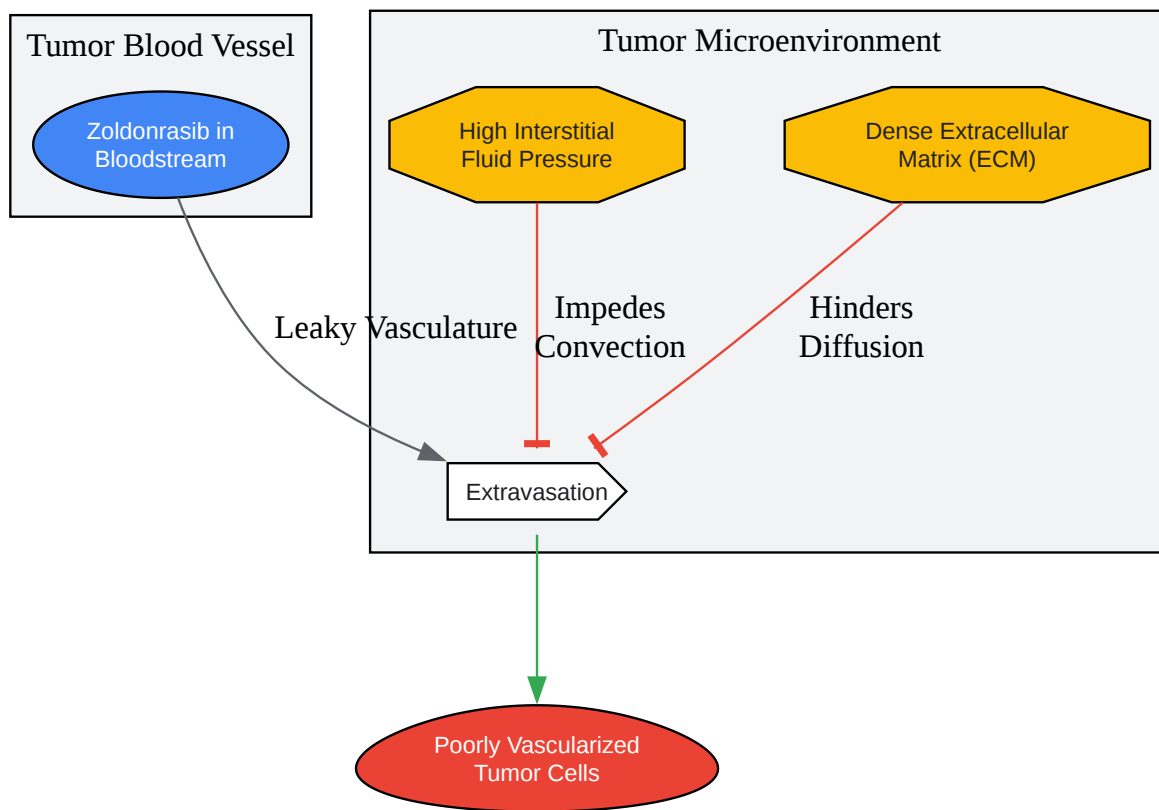 Tumor Blood Vessel
Zoldonrasib in
Bloodstream
Tumor Microenvironment
High Interstitial
Fluid Pressure
Dense Extracellular
Matrix (ECM)
Leaky Vasculature
Impedes
Convection
Hinders
Diffusion
Extravasation
Poorly Vascularized
Tumor Cells